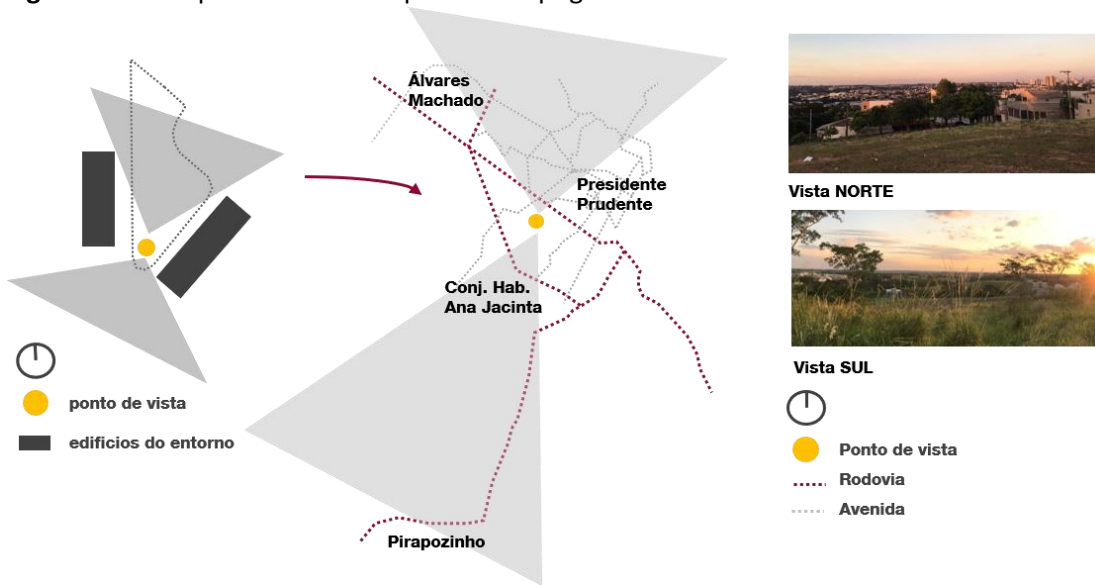 Álvares
Machado
Presidente
Prudente
Conj. Hab.
Ana Jacinta
Pirapozinho
ponto de vista
edificios do entorno
Vista NORTE
Vista SUL
Ponto de vista
Rodovia
Avenida